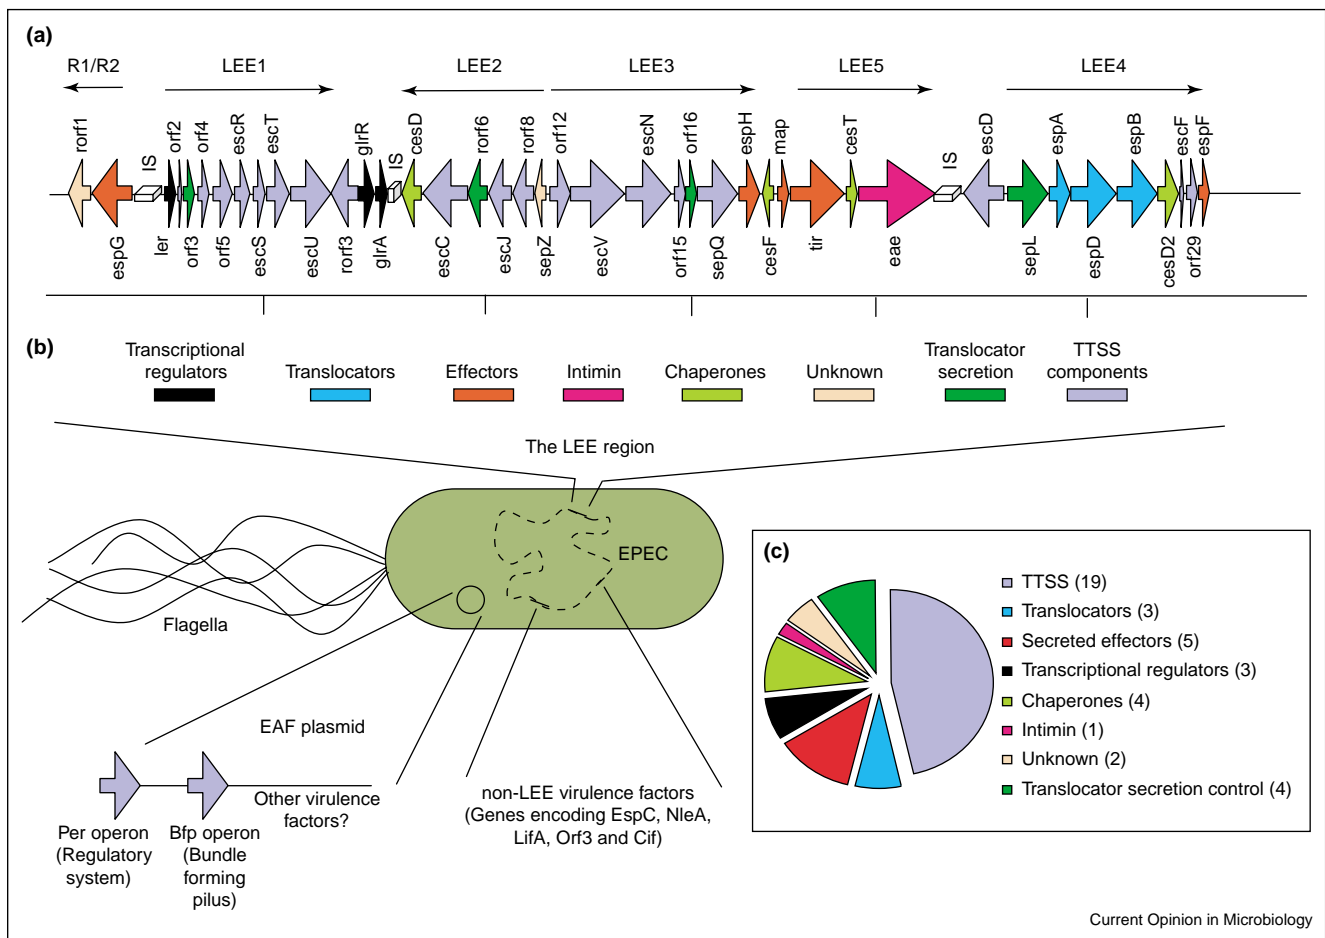 (a)
R1/R2
LEE1
LEE2
LEE3
LEE5
LEE4
rorf1
IS
orf2
orf4
escR
escT
glrR
IS
cesD
rorf6
rorf8
orf12
escN
orf16
espH
map
cesT
IS
escD
espA
espB
escF
espF
espG
ler
orf3
orf5
escS
escU
rorf3
glrA
escC
escJ
sepZ
escV
orf15
sepQ
cesF
tir
eae
sepL
espD
cesD2
orf29
(b)
Transcriptional
regulators
Translocators
Effectors
Intimin
Chaperones
Unknown
Translocator
secretion
TTSS
components
The LEE region
EPEC
Flagella
EAF plasmid
Other virulence
factors?
Per operon
(Regulatory
system)
Bfp operon
(Bundle
forming
pilus)
non-LEE virulence factors
(Genes encoding EspC, NleA,
LifA, Orf3 and Cif)
(c)
TTSS (19)
Translocators (3)
Secreted effectors (5)
Transcriptional regulators (3)
Chaperones (4)
Intimin (1)
Unknown (2)
Translocator secretion control (4)
Current Opinion in Microbiology